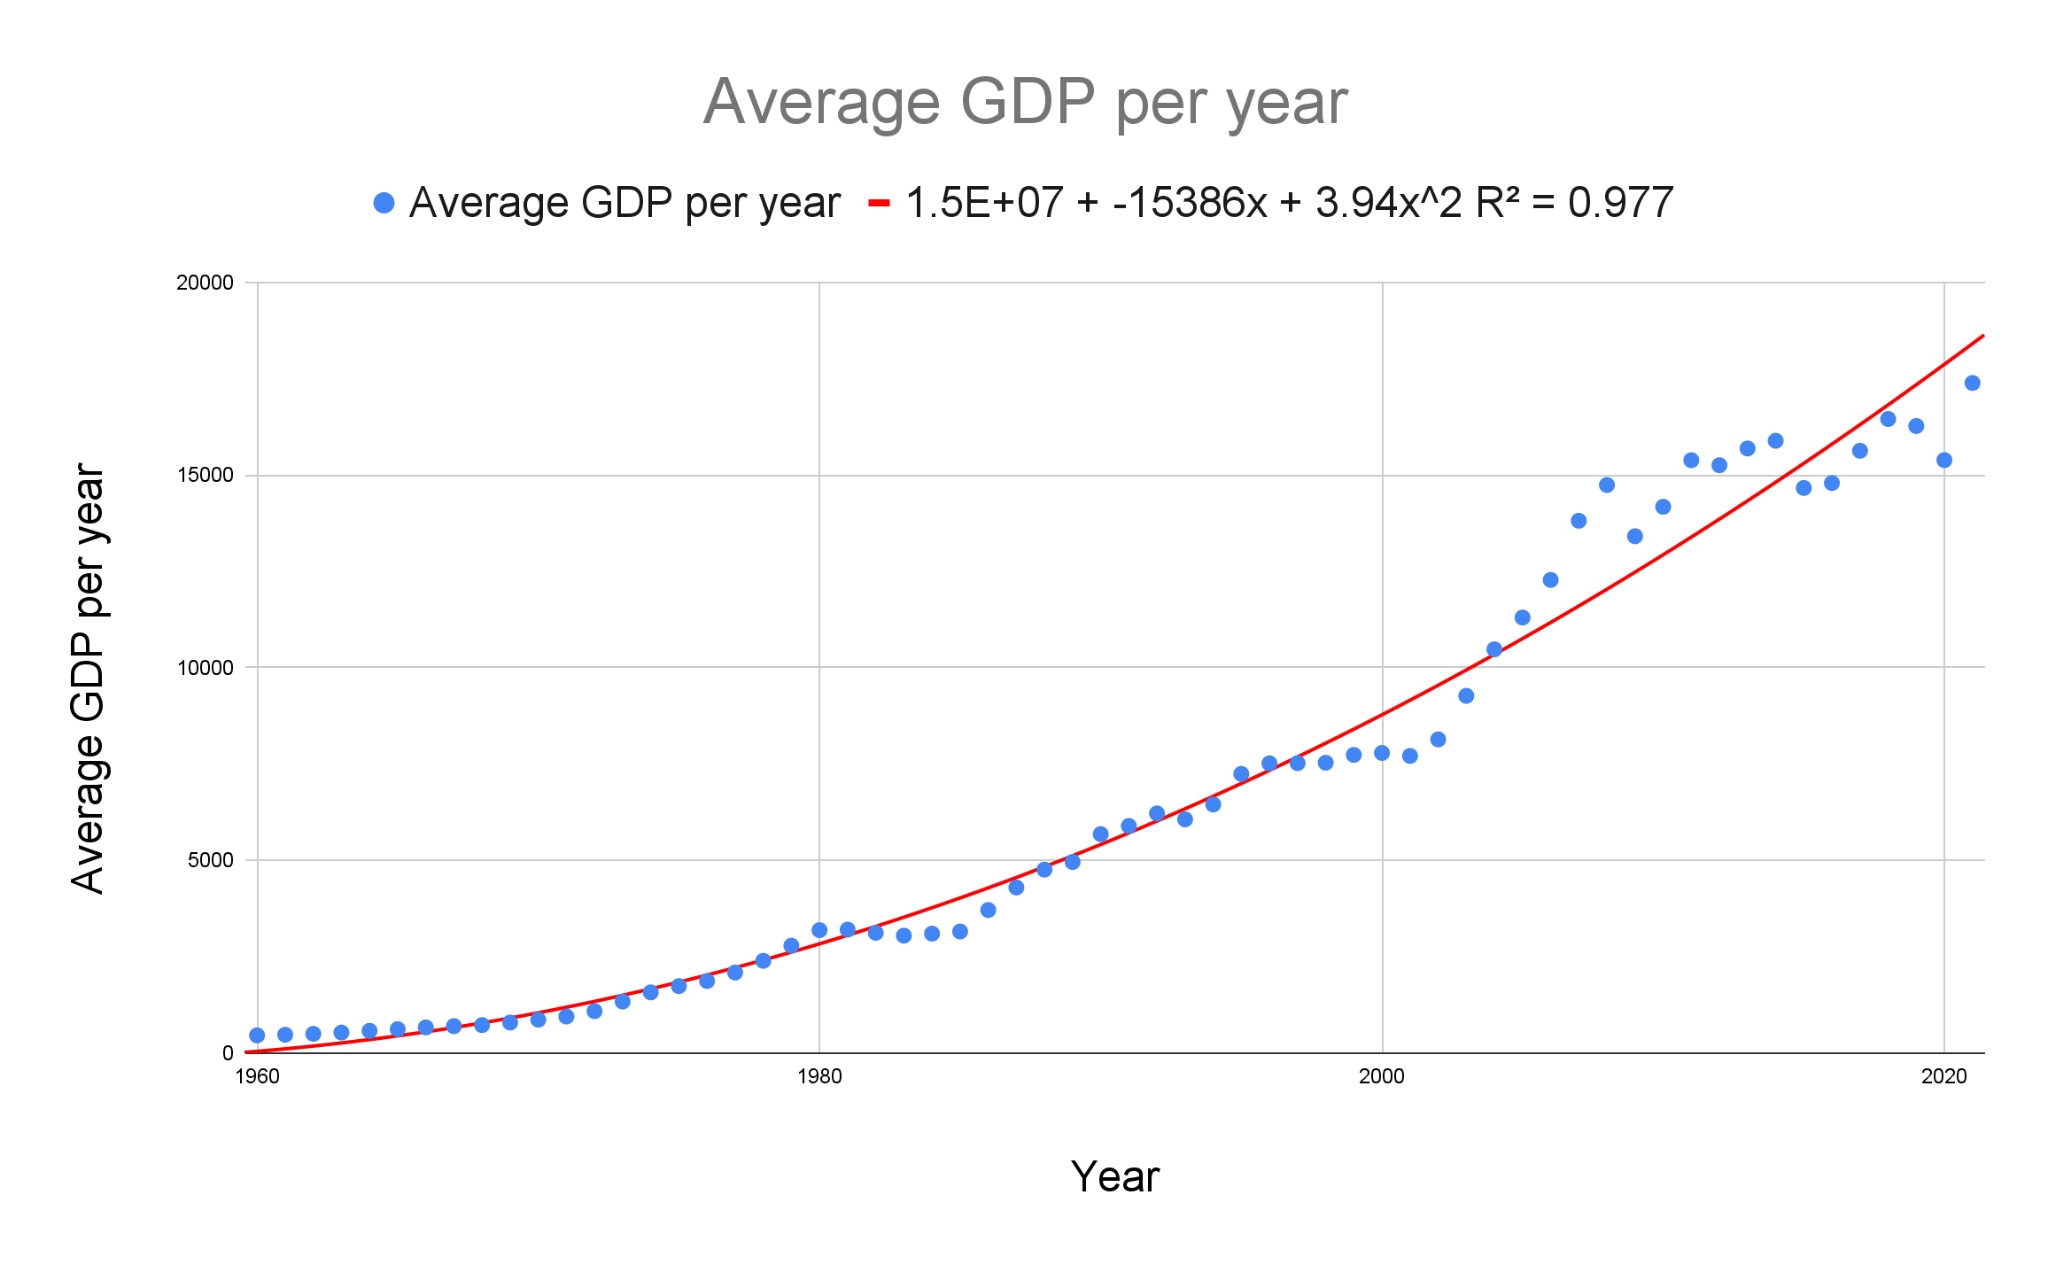 Average GDP per year
Average GDP per year 1.5E+07 + -15386x + 3.94x^2 R² = 0.977
20000
15000
10000
5000
0
Average GDP per year
1960 1980 2000 2020
Year